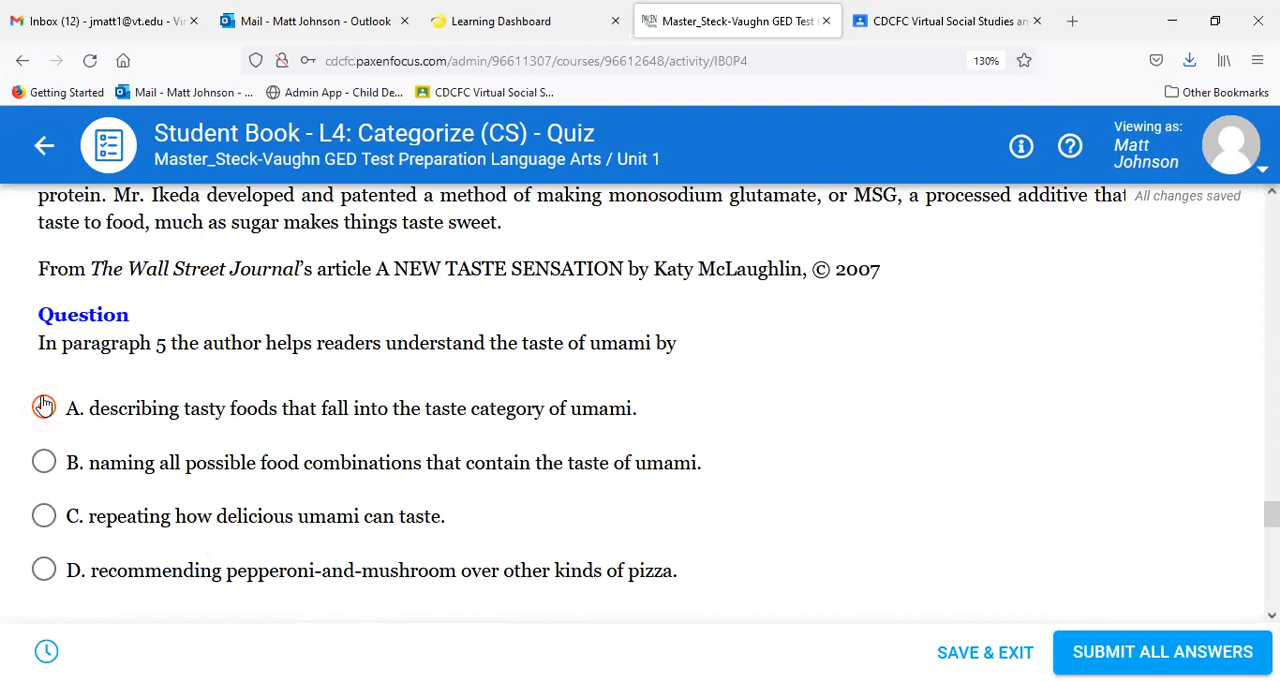 Inbox (12) - jmatt1@vt.edu - Vir
Mail - Matt Johnson - Outlook
Learning Dashboard
Master_Steck-Vaughn GED Test
CDCFC Virtual Social Studies an
cdcfc.paxenfocus.com/admin/96611307/courses/96612648/activity/IB0P4
130%
Getting Started
Mail - Matt Johnson - ...
Admin App - Child De...
CDCFC Virtual Social S...
Other Bookmarks
Student Book - L4: Categorize (CS) - Quiz
Master_Steck-Vaughn GED Test Preparation Language Arts / Unit 1
Viewing as:
Matt
Johnson
protein. Mr. Ikeda developed and patented a method of making monosodium glutamate, or MSG, a processed additive that
All changes saved
taste to food, much as sugar makes things taste sweet.
From The Wall Street Journal's article A NEW TASTE SENSATION by Katy McLaughlin, © 2007
Question
In paragraph 5 the author helps readers understand the taste of umami by
A. describing tasty foods that fall into the taste category of umami.
B. naming all possible food combinations that contain the taste of umami.
C. repeating how delicious umami can taste.
D. recommending pepperoni-and-mushroom over other kinds of pizza.
SAVE & EXIT
SUBMIT ALL ANSWERS